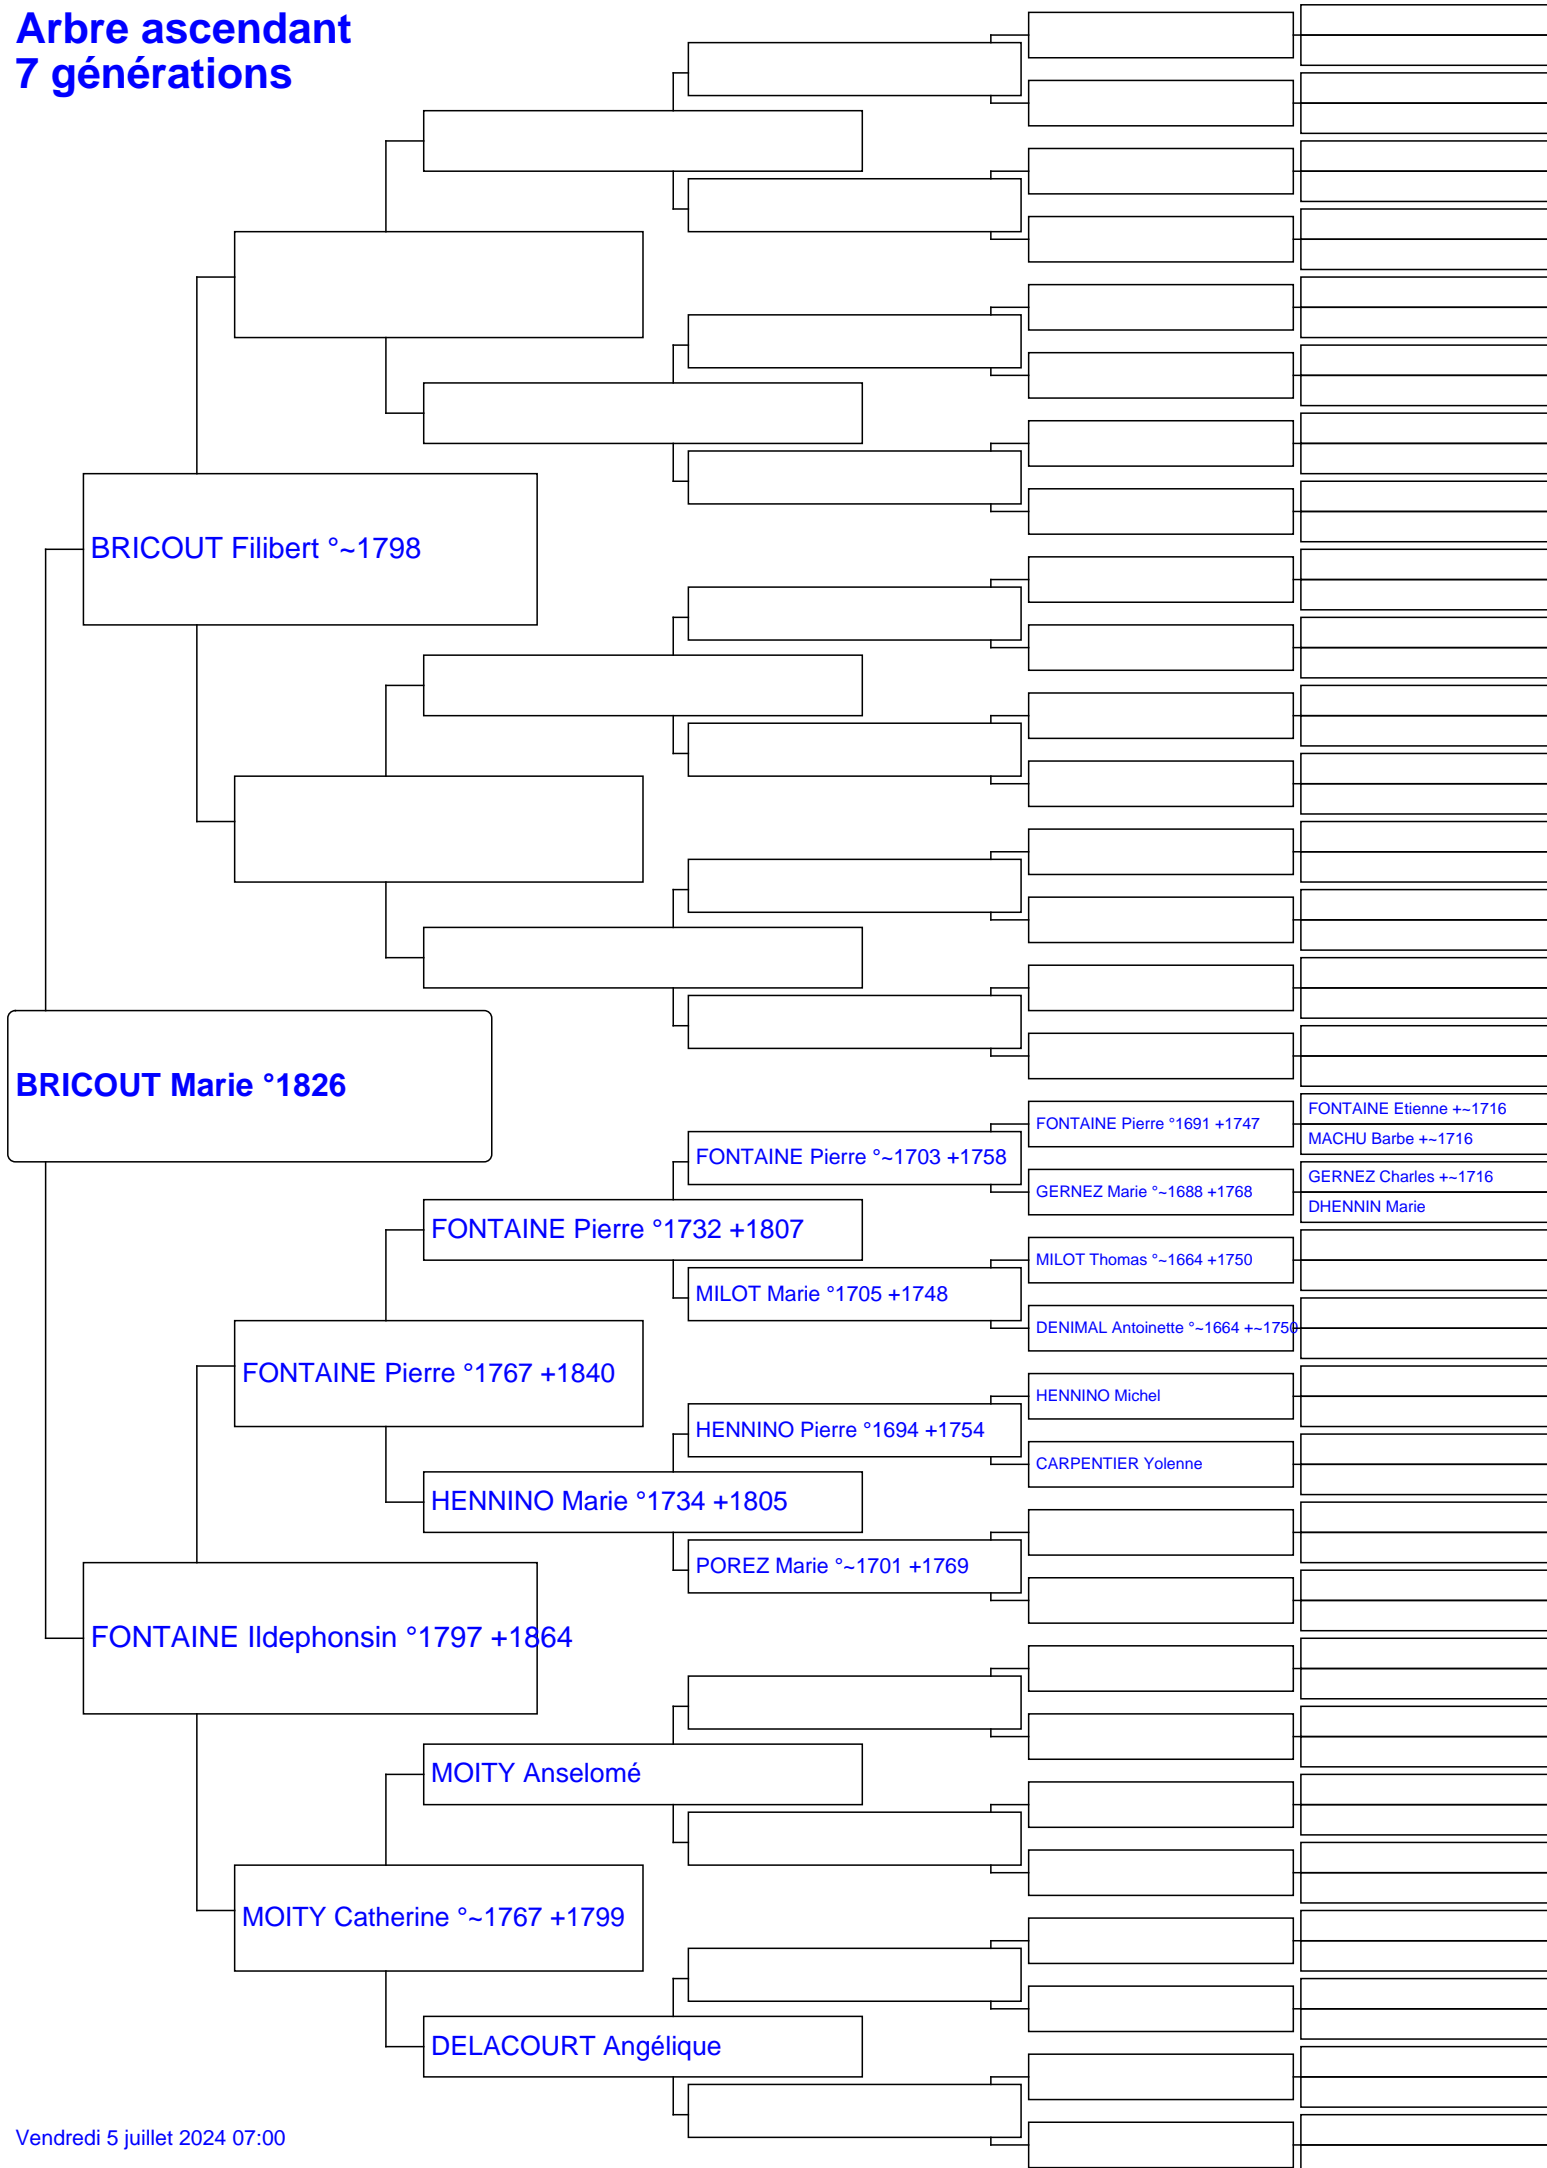 Arbre ascendant
7 générations
BRICOUT Filibert °~1798
BRICOUT Marie °1826
FONTAINE Etienne +~1716
FONTAINE Pierre °1691 +1747
MACHU Barbe +~1716
FONTAINE Pierre °~1703 +1758
GERNEZ Charles +~1716
GERNEZ Marie °~1688 +1768
DHENNIN Marie
FONTAINE Pierre °1732 +1807
MILOT Thomas °~1664 +1750
MILOT Marie °1705 +1748
DENIMAL Antoinette °~1664 +~1750
FONTAINE Pierre °1767 +1840
HENNINO Michel
HENNINO Pierre °1694 +1754
CARPENTIER Yolenne
HENNINO Marie °1734 +1805
POREZ Marie °~1701 +1769
FONTAINE Ildephonsin °1797 +1864
MOITY Anselomé
MOITY Catherine °~1767 +1799
DELACOURT Angélique
Vendredi 5 juillet 2024 07:00